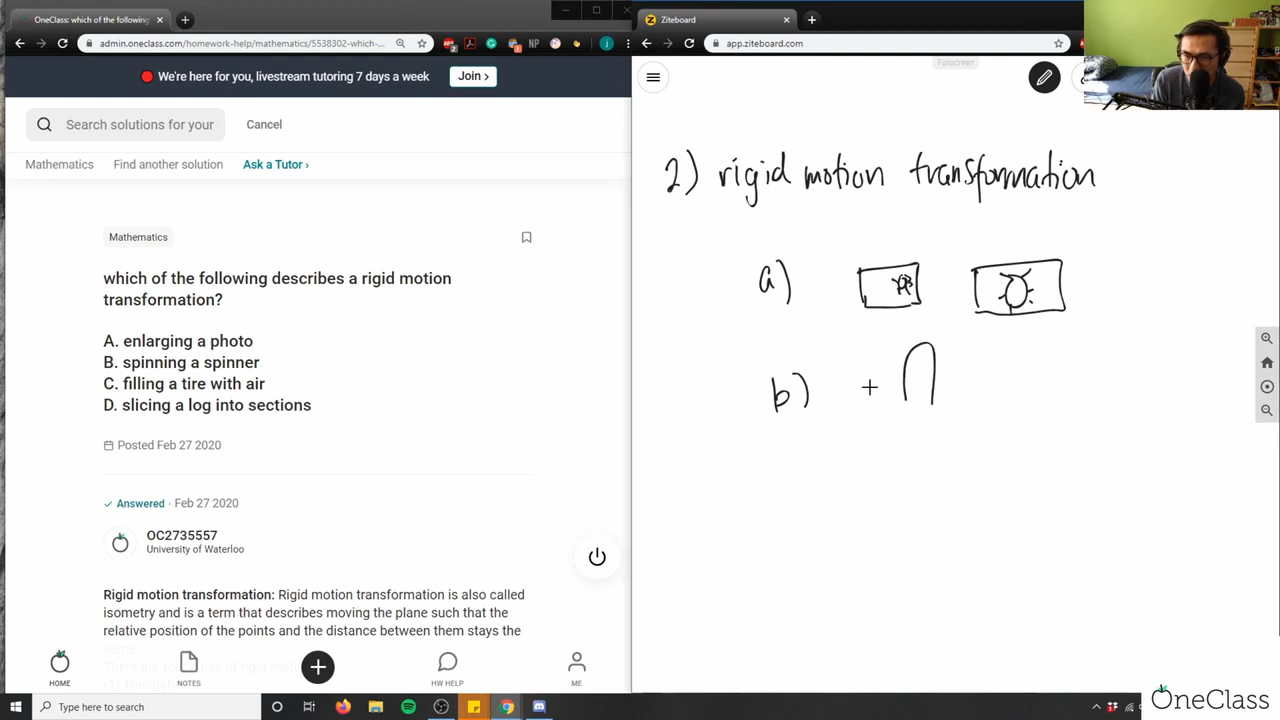 OneClass: which of the following
Ziteboard
admin.oneclass.com/homework-help/mathematics/5538302-which-...
app.ziteboard.com
We're here for you, livestream tutoring 7 days a week
Join ›
Fullscreen
Search solutions for your
Cancel
Mathematics
Find another solution
Ask a Tutor ›
2) rigid motion transformation
Mathematics
which of the following describes a rigid motion
transformation?
a)
A. enlarging a photo
B. spinning a spinner
C. filling a tire with air
D. slicing a log into sections
b)
Posted Feb 27 2020
Answered · Feb 27 2020
OC2735557
University of Waterloo
Rigid motion transformation: Rigid motion transformation is also called
isometry and is a term that describes moving the plane such that the
relative position of the points and the distance between them stays the
same.
HOME
NOTES
HW HELP
ME
Type here to search
OneClass